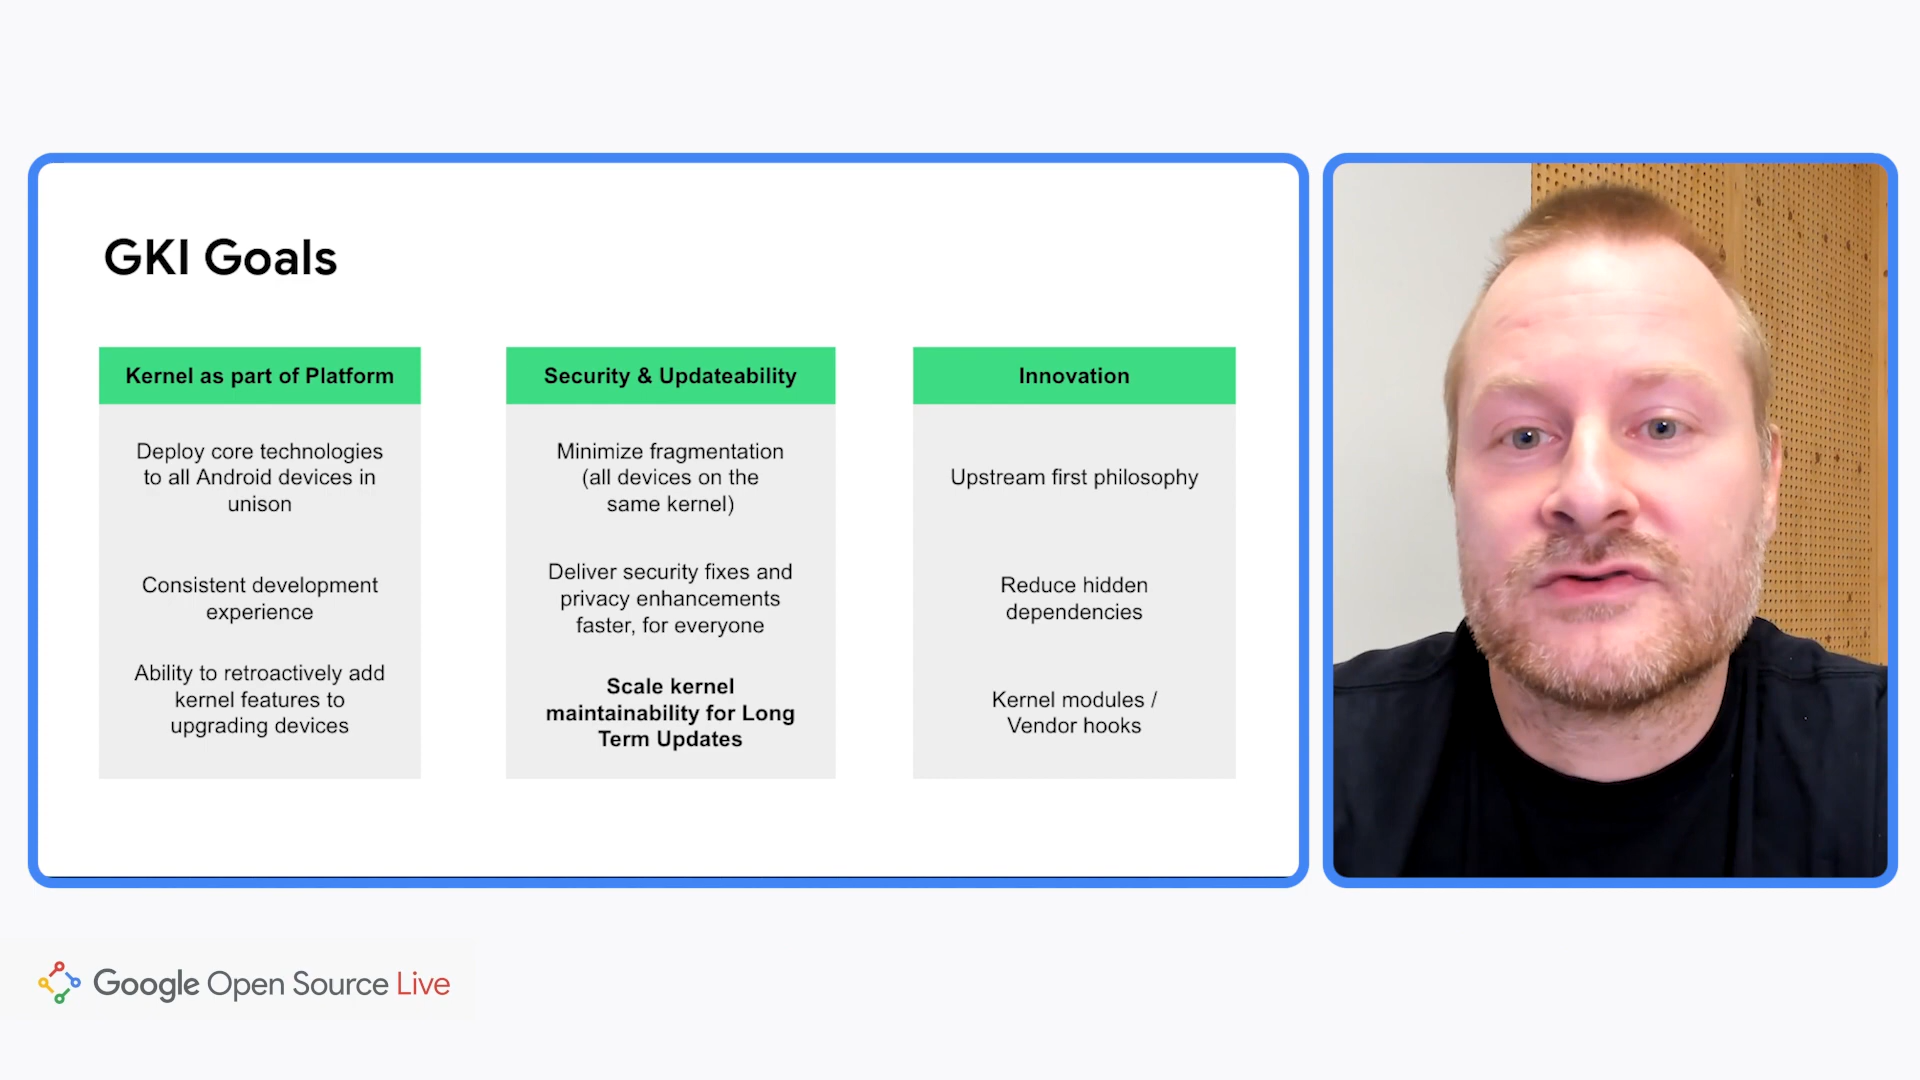 GKI Goals
Kernel as part of Platform
Deploy core technologies
to all Android devices in
unison
Consistent development
experience
Ability to retroactively add
kernel features to
upgrading devices
Security & Updateability
Minimize fragmentation
(all devices on the
same kernel)
Deliver security fixes and
privacy enhancements
faster, for everyone
Scale kernel
maintainability for Long
Term Updates
Innovation
Upstream first philosophy
Reduce hidden
dependencies
Kernel modules /
Vendor hooks
Google Open Source Live